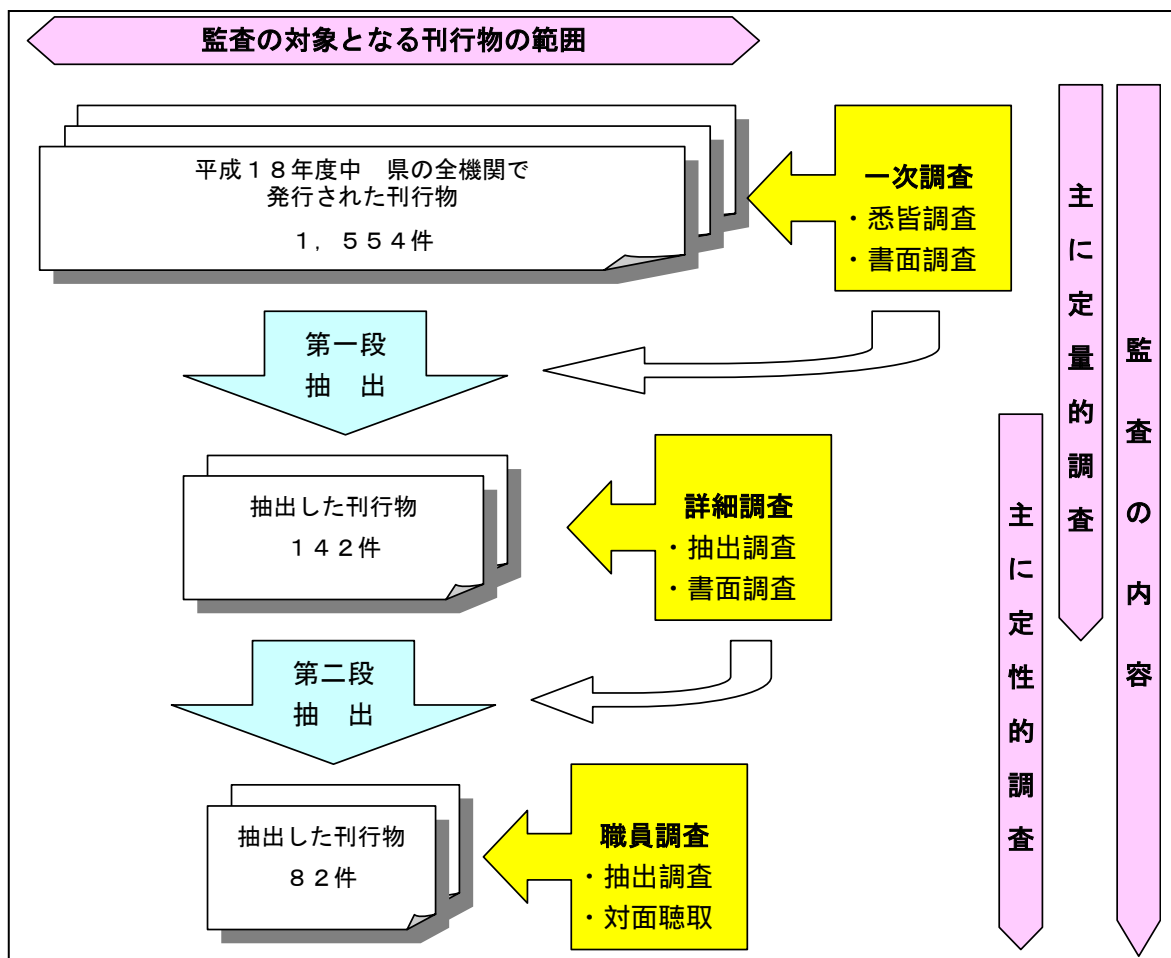 監査の対象となる刊行物の範囲
平成18年度中　県の全機関で
発行された刊行物
1，554件
一次調査
・悉皆調査
・書面調査
第一段
抽　出
抽出した刊行物
142件
詳細調査
・抽出調査
・書面調査
第二段
抽　出
抽出した刊行物
82件
職員調査
・抽出調査
・対面聴取
主に定量的調査
主に定性的調査
監査の内容